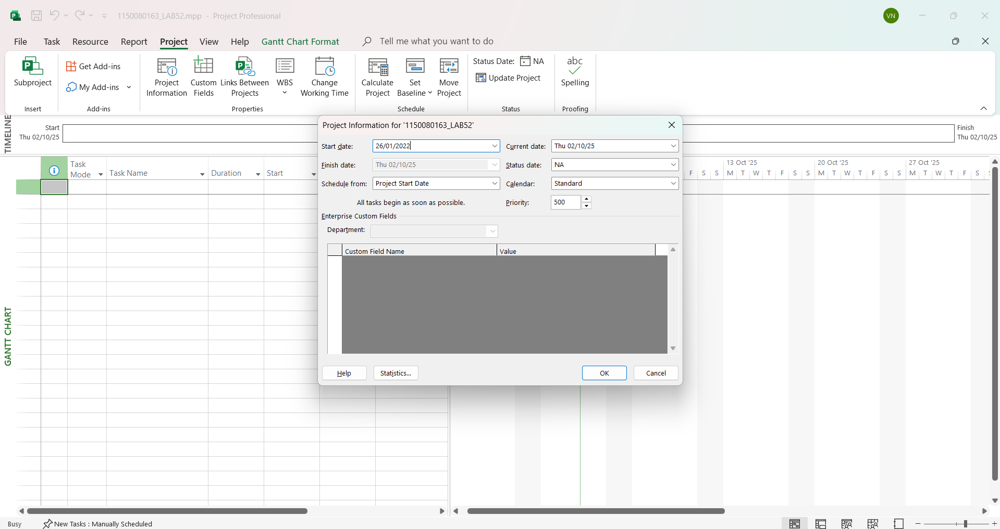 1150080163_LAB52.mpp - Project Professional
VN
File Task Resource Report Project View Help Gantt Chart Format Tell me what you want to do
Subproject
Insert
Get Add-ins
My Add-ins
Add-ins
Project Information
Custom Fields
Links Between Projects
WBS
Change Working Time
Properties
Calculate Project
Set Baseline
Move Project
Schedule
Status Date: NA
Update Project
Status
abc
Spelling
Proofing
TIMELINE
Start
Thu 02/10/25
Finish
Thu 02/10/25
Project Information for '1150080163_LAB52'
Start date: 26/01/2022
Current date: Thu 02/10/25
Finish date: Thu 02/10/25
Status date: NA
Schedule from: Project Start Date
Calendar: Standard
All tasks begin as soon as possible.
Priority: 500
Enterprise Custom Fields
Department:
Custom Field Name Value
Help Statistics... OK Cancel
Task Mode Task Name Duration Start
13 Oct '25 20 Oct '25 27 Oct '25
F S S M T W T F S S M T W T F S S M T W T F S
GANTT CHART
Busy New Tasks : Manually Scheduled